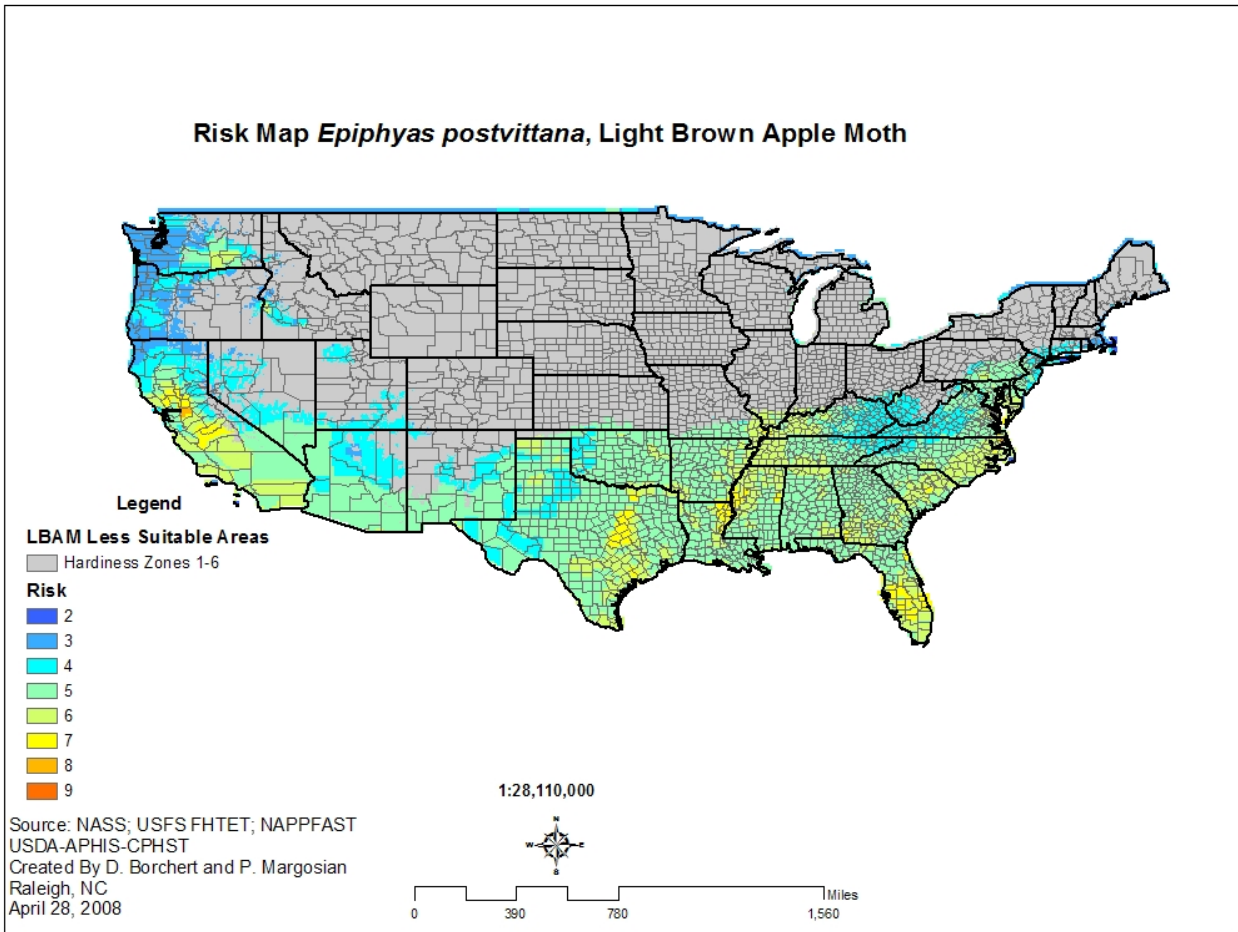 Risk Map Epiphyas postvittana, Light Brown Apple Moth
Legend
LBAM Less Suitable Areas
Hardiness Zones 1-6
Risk
2
3
4
5
6
7
8
9
1:28,110,000
N
W E
S
Source: NASS; USFS FHTET; NAPPFAST
USDA-APHIS-CPHST
Created By D. Borchert and P. Margosian
Raleigh, NC
April 28, 2008
Miles
0 390 780 1,560